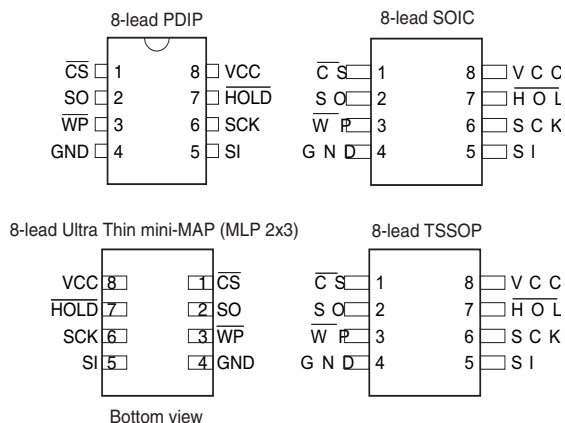 8-lead PDIP
CS 1 8 VCC
SO 2 7 HOLD
WP 3 6 SCK
GND 4 5 SI
8-lead SOIC
C S 1 8 V C C
S O 2 7 H O L
W P 3 6 S C K
G N D 4 5 S I
8-lead Ultra Thin mini-MAP (MLP 2x3)
VCC 8 1 CS
HOLD 7 2 SO
SCK 6 3 WP
SI 5 4 GND
Bottom view
8-lead TSSOP
C S 1 8 V C C
S O 2 7 H O L
W P 3 6 S C K
G N D 4 5 S I